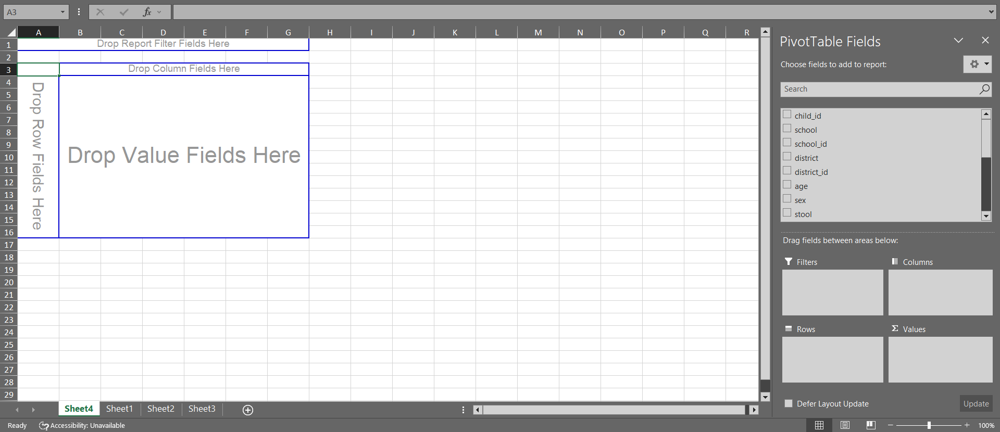 A3
fx
A B C D E F G H I J K L M N O P Q R
1 Drop Report Filter Fields Here
2
3 Drop Column Fields Here
4
5
6
7
8
9
10
11
12
13
14
15
16
17
18
19
20
21
22
23
24
25
26
27
28
29
Drop Row Fields Here
Drop Value Fields Here
PivotTable Fields
Choose fields to add to report:
Search
child_id
school
school_id
district
district_id
age
sex
stool
Drag fields between areas below:
Filters
Columns
Rows
Σ Values
Defer Layout Update
Update
Sheet4 Sheet1 Sheet2 Sheet3
Ready
Accessibility: Unavailable
100%